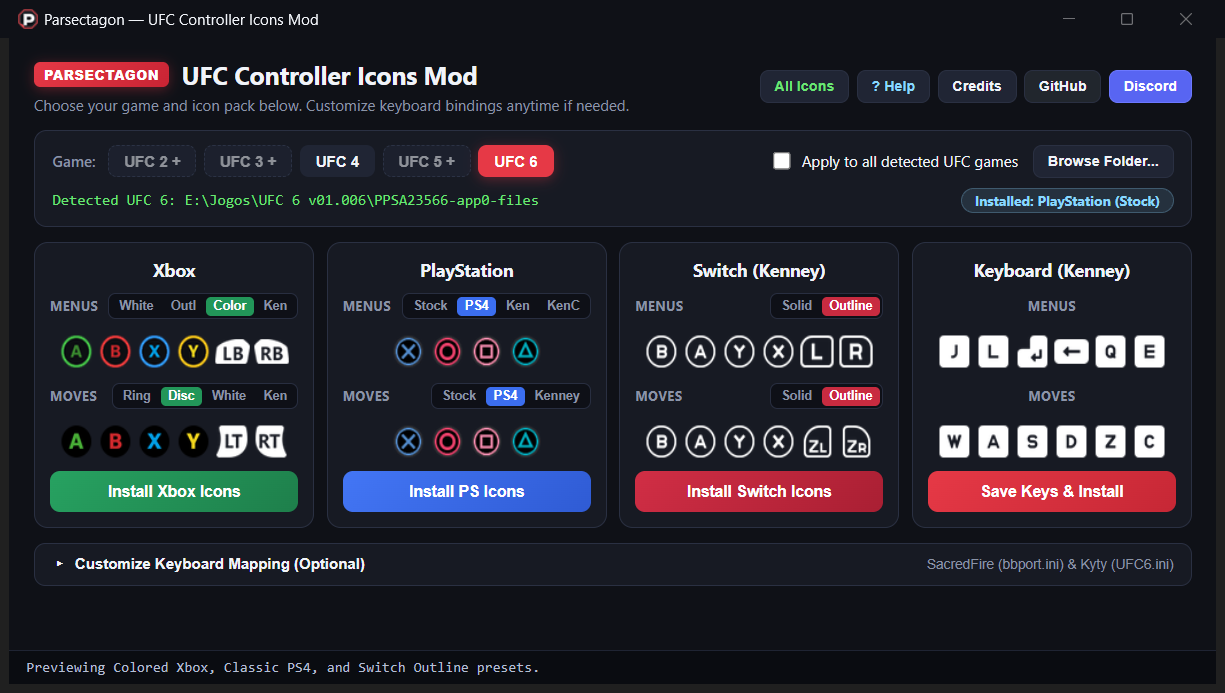 Parsectagon — UFC Controller Icons Mod
PARSECTAGON UFC Controller Icons Mod
All Icons ? Help Credits GitHub Discord
Choose your game and icon pack below. Customize keyboard bindings anytime if needed.
Game: UFC 2 + UFC 3 + UFC 4 UFC 5 + UFC 6
Apply to all detected UFC games Browse Folder...
Detected UFC 6: E:\Jogos\UFC 6 v01.006\PPSA23566-app0-files
Installed: PlayStation (Stock)
Xbox
MENUS White Outl Color Ken
A B X Y LB RB
MOVES Ring Disc White Ken
A B X Y LT RT
Install Xbox Icons
PlayStation
MENUS Stock PS4 Ken KenC
MOVES Stock PS4 Kenney
Install PS Icons
Switch (Kenney)
MENUS Solid Outline
B A Y X L R
MOVES Solid Outline
B A Y X ZL ZR
Install Switch Icons
Keyboard (Kenney)
MENUS
J L Q E
MOVES
W A S D Z C
Save Keys & Install
Customize Keyboard Mapping (Optional)
SacredFire (bbport.ini) & Kyty (UFC6.ini)
Previewing Colored Xbox, Classic PS4, and Switch Outline presets.